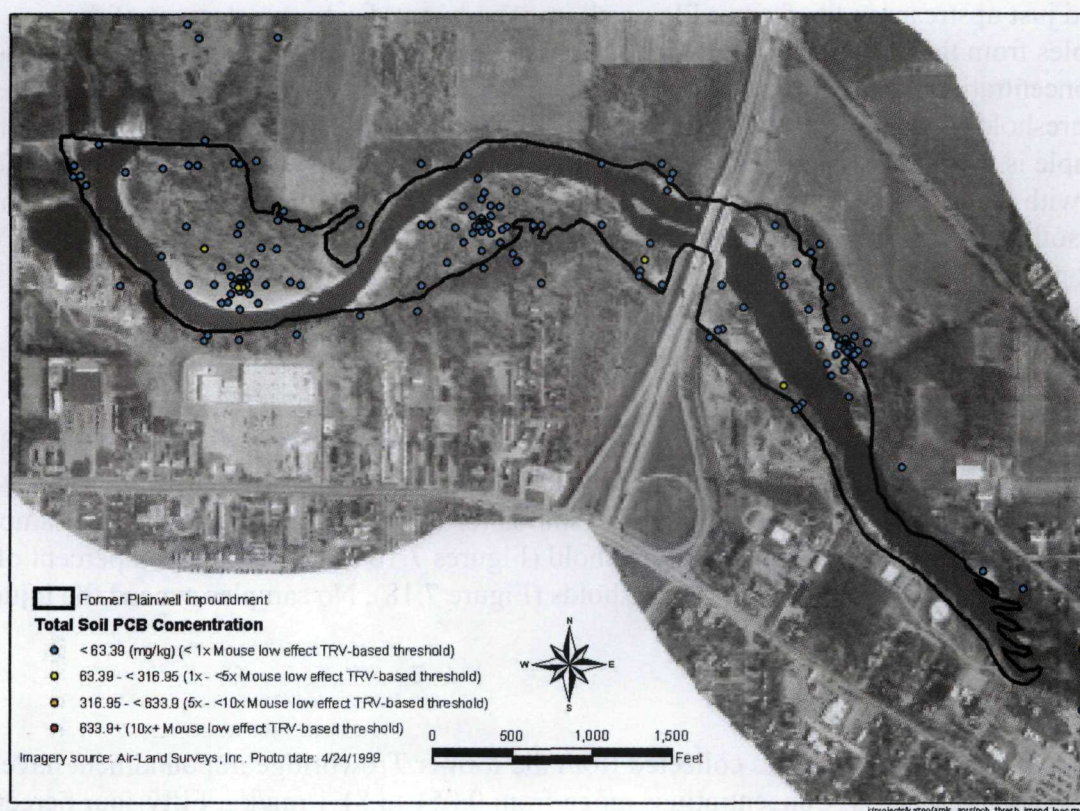 N
W E
S
Former Plainwell impoundment
Total Soil PCB Concentration
< 63.39 (mg/kg) (< 1x Mouse low effect TRV-based threshold)
63.39 - < 316.95 (1x - <5x Mouse low effect TRV-based threshold)
316.95 - < 633.9 (5x - <10x Mouse low effect TRV-based threshold)
633.9+ (10x+ Mouse low effect TRV-based threshold)
0 500 1,000 1,500
Feet
Imagery source: Air-Land Surveys, Inc. Photo date: 4/24/1999